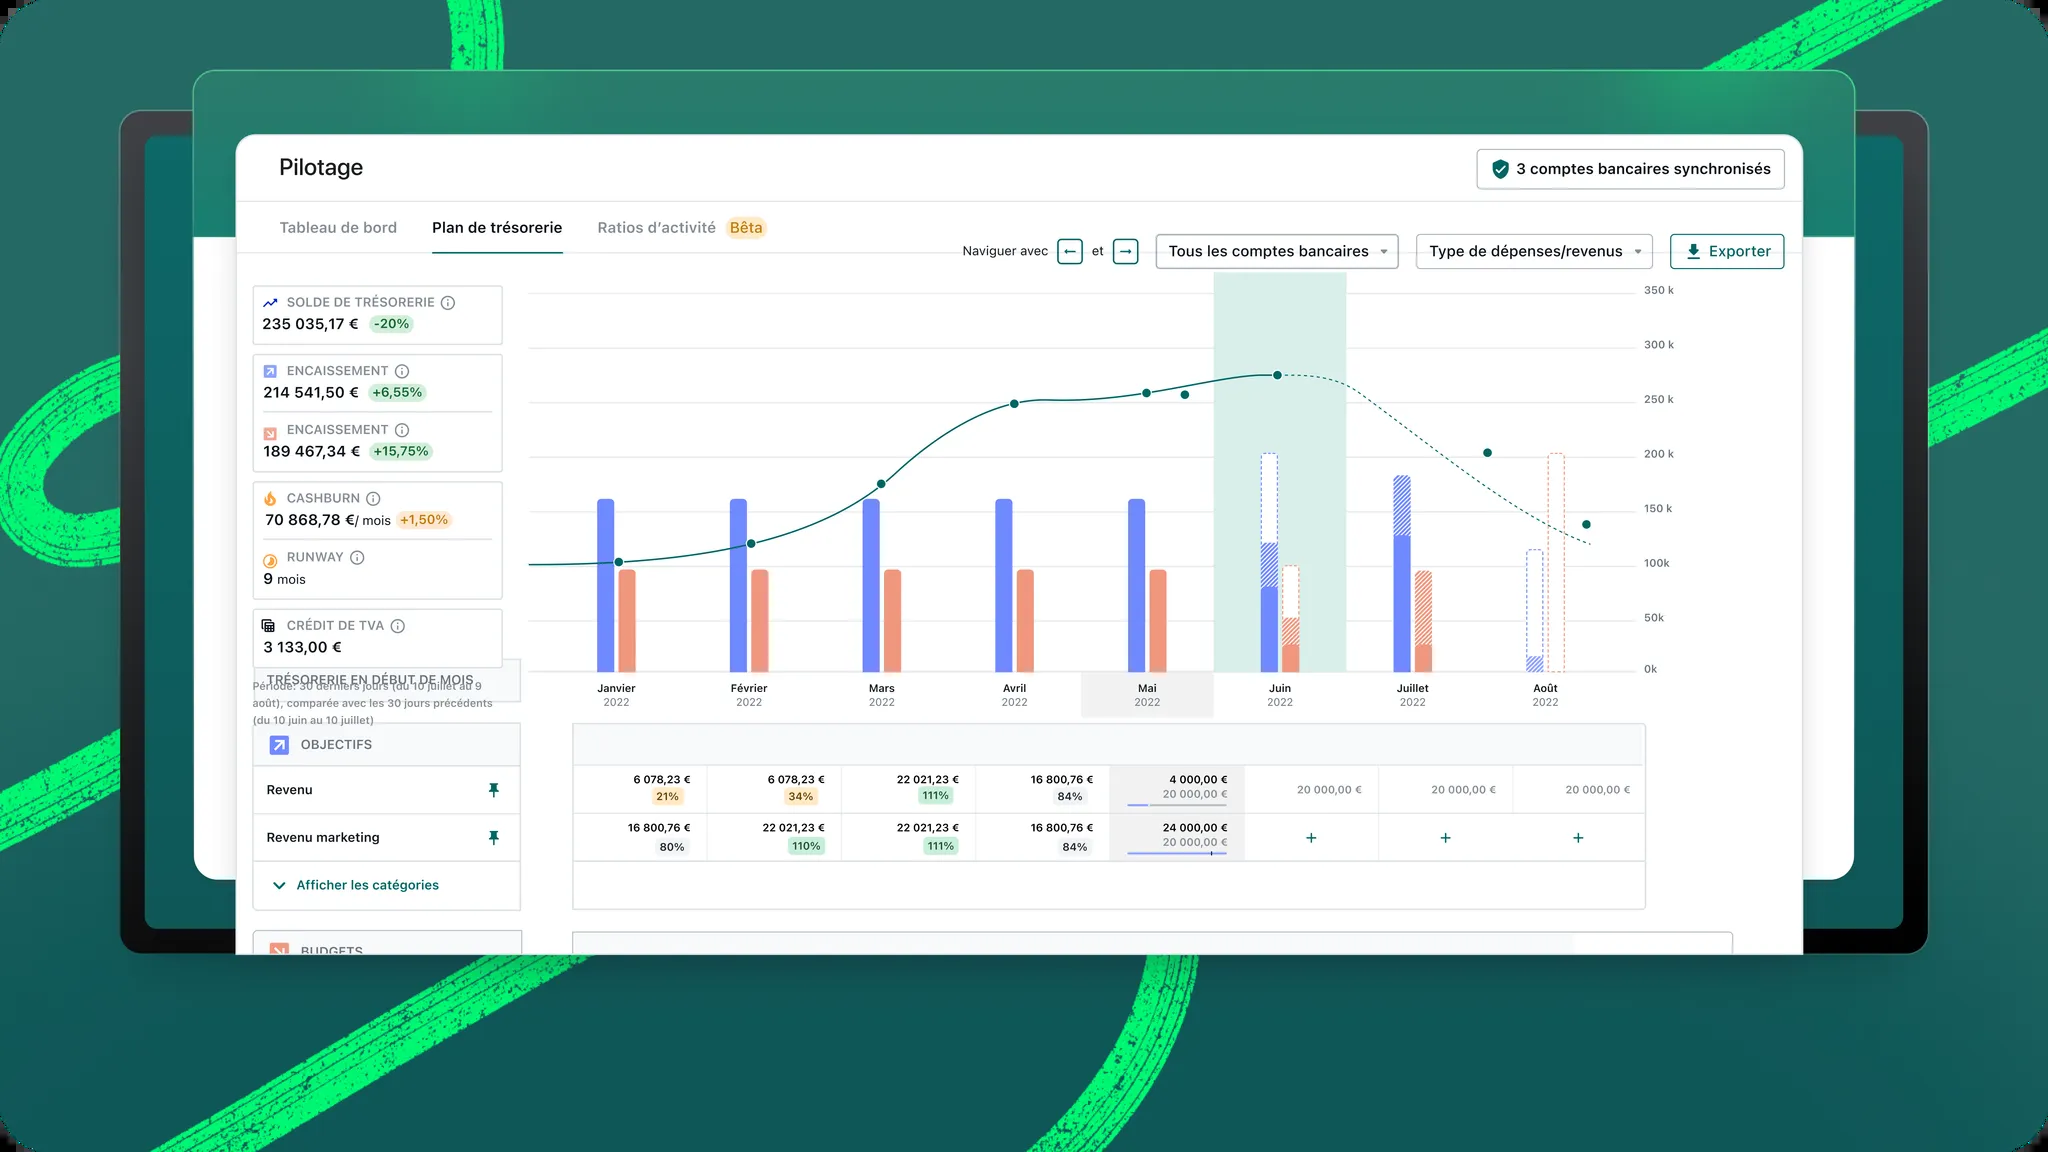 Pilotage
3 comptes bancaires synchronisés
Tableau de bord
Plan de trésorerie
Ratios d'activité
Bêta
Naviguer avec ← et →
Tous les comptes bancaires
Type de dépenses/revenus
Exporter
SOLDE DE TRÉSORERIE
235 035,17 € -20%
ENCAISSEMENT
214 541,50 € +6,55%
ENCAISSEMENT
189 467,34 € +15,75%
CASHBURN
70 868,78 €/ mois +1,50%
RUNWAY
9 mois
CRÉDIT DE TVA
3 133,00 €
TRÉSORERIE EN DÉBUT DE MOIS
Période: 30 derniers jours (du 10 juillet au 9
août), comparée avec les 30 jours précédents
(du 10 juin au 10 juillet)
350 k
300 k
250 k
200 k
150 k
100k
50k
0k
Janvier Février Mars Avril Mai Juin Juillet Août
2022 2022 2022 2022 2022 2022 2022 2022
OBJECTIFS
Revenu
6 078,23 € 6 078,23 € 22 021,23 € 16 800,76 € 4 000,00 €
21% 34% 111% 84% 20 000,00 € 20 000,00 € 20 000,00 € 20 000,00 €
Revenu marketing
16 800,76 € 22 021,23 € 22 021,23 € 16 800,76 € 24 000,00 €
80% 110% 111% 84% 20 000,00 € + + +
Afficher les catégories
BUDGETS